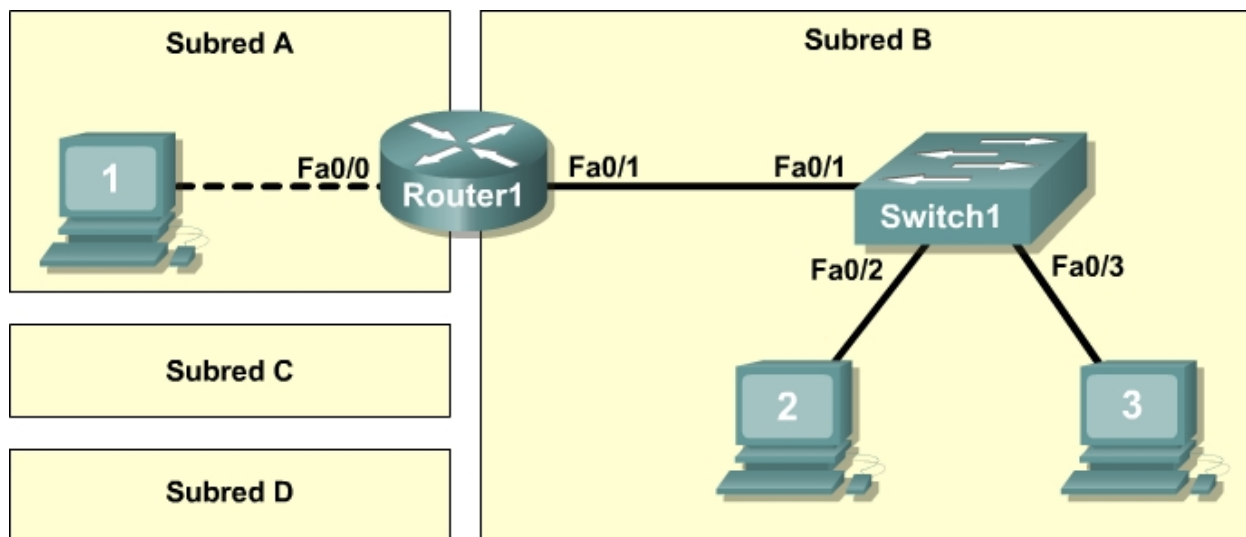 Subred A
Subred B
1
Fa0/0
Router1
Fa0/1
Fa0/1
Switch1
Fa0/2
Fa0/3
Subred C
2
3
Subred D